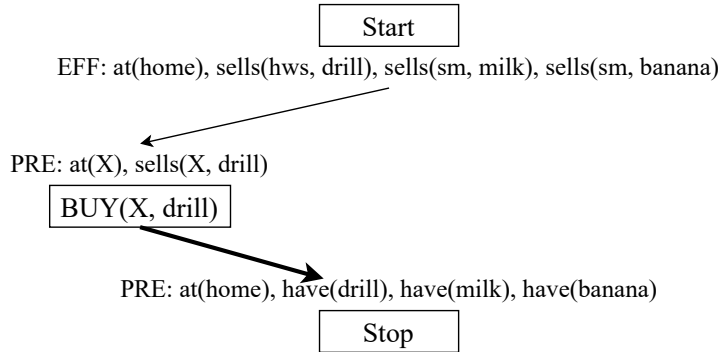 Start
EFF: at(home), sells(hws, drill), sells(sm, milk), sells(sm, banana)
PRE: at(X), sells(X, drill)
BUY(X, drill)
PRE: at(home), have(drill), have(milk), have(banana)
Stop